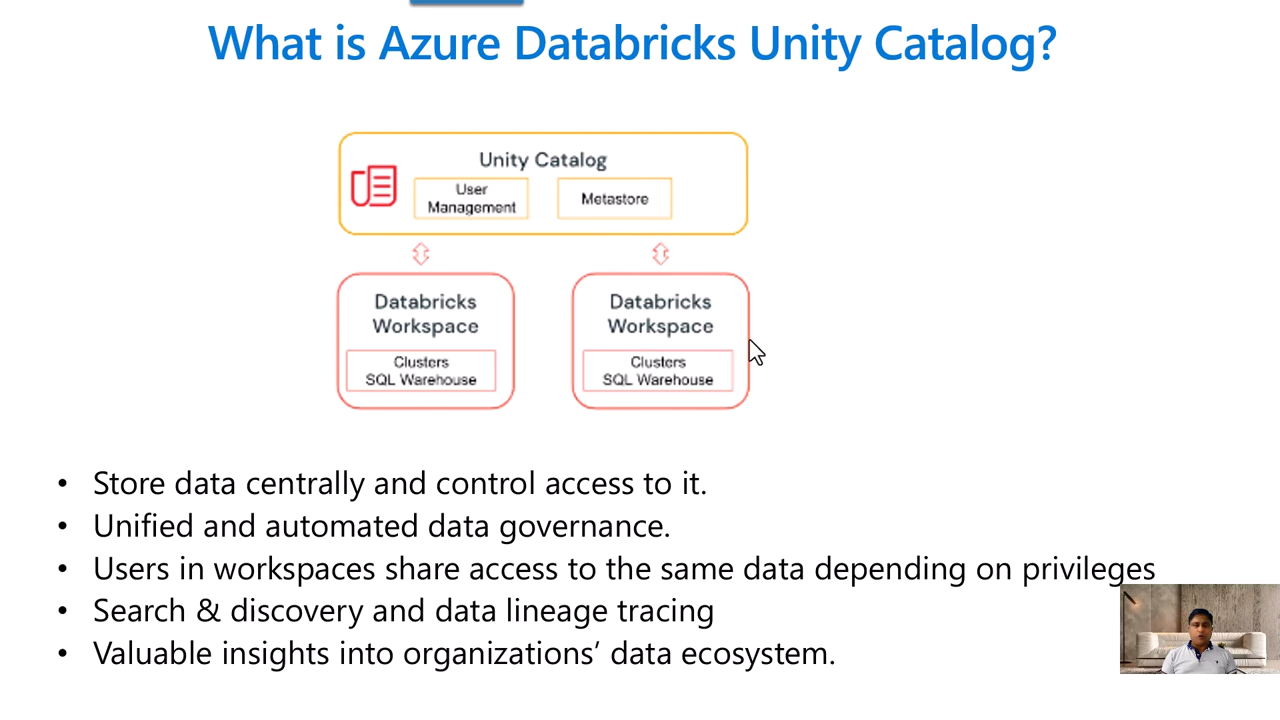 What is Azure Databricks Unity Catalog?
Unity Catalog
User
Management
Metastore
Databricks
Workspace
Clusters
SQL Warehouse
Databricks
Workspace
Clusters
SQL Warehouse
• Store data centrally and control access to it.
• Unified and automated data governance.
• Users in workspaces share access to the same data depending on privileges
• Search & discovery and data lineage tracing
• Valuable insights into organizations’ data ecosystem.